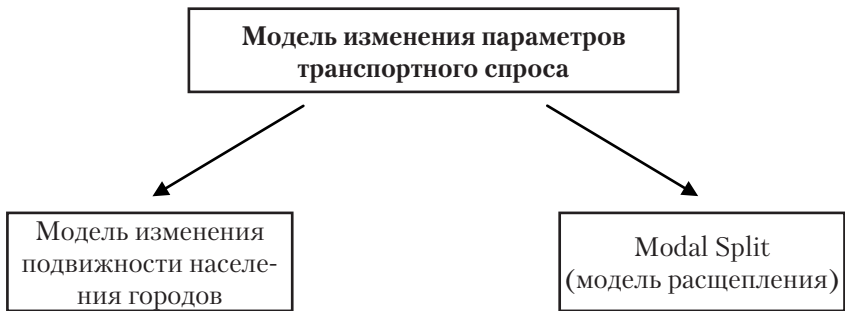 Модель изменения параметров
транспортного спроса
Модель изменения
подвижности населе-
ния городов
Modal Split
(модель расщепления)